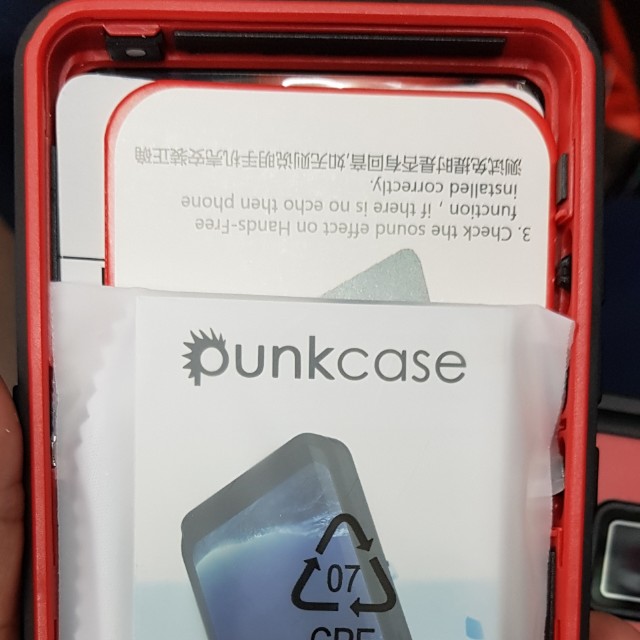 3. Check the sound effect on Hands-Free
function , if there is no echo then phone
installed correctly.
测试免提时是否有回音,如无则说明手机壳安装正确
punkcase
07
CPE